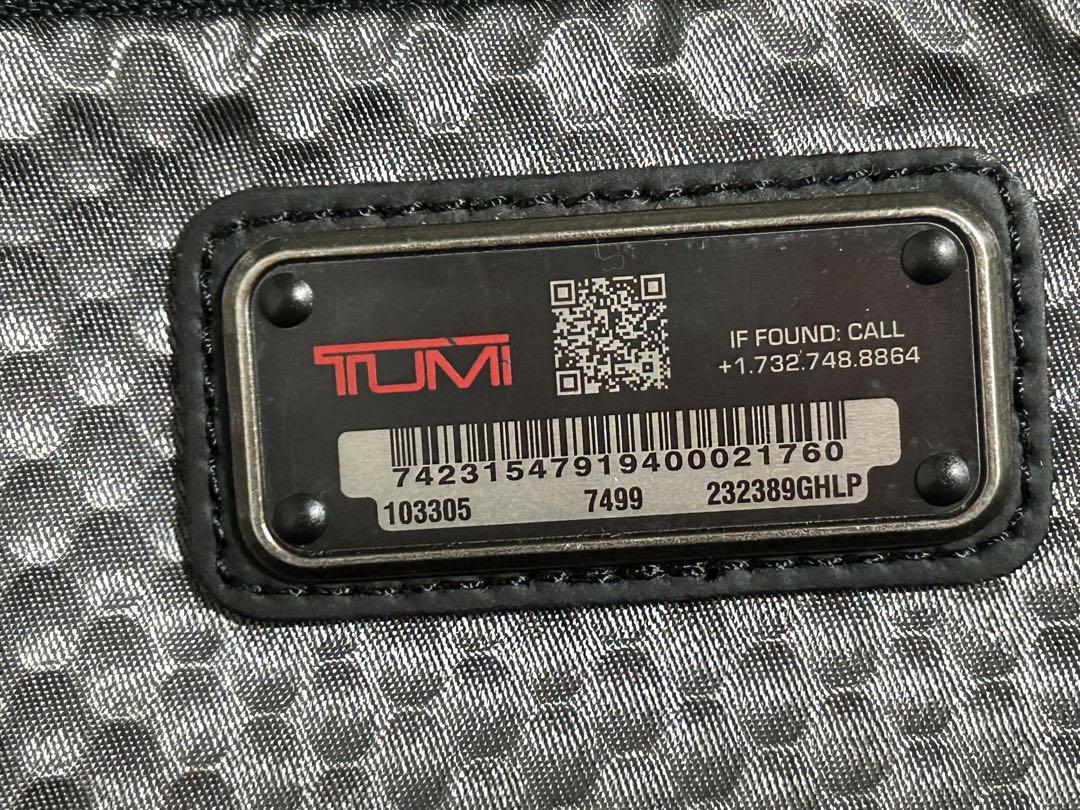 TUMI
IF FOUND: CALL
+1.732.748.8864
74231547919400021760
103305 7499 232389GHLP